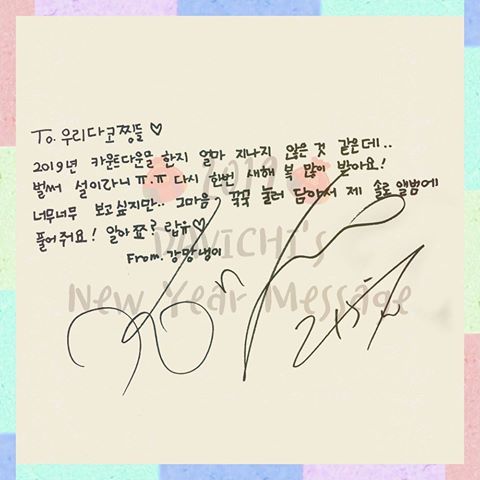 To. 우리다코찡들 ♡
2019년 카운트다운을 한지 얼마 지나지 않은 것 같은데..
벌써 설이라니 ㅠㅠ 다시 한번 새해 복 많이 받아요!
너무너무 보고싶지만.. 그마음, 꾹꾹 눌러 담아서 제 솔로앨범에
풀어줘요! 알아쬬? 랍유♡
From. 강망냉이
2019
DAVICHI's
New Year Message